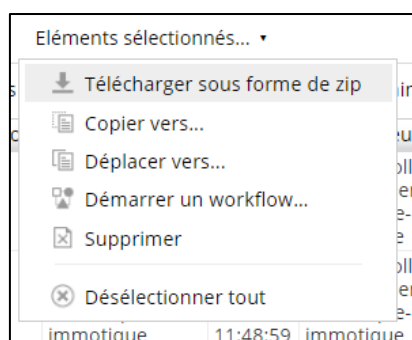 Eléments sélectionnés...
Télécharger sous forme de zip
Copier vers...
Déplacer vers...
Démarrer un workflow...
Supprimer
Désélectionner tout
immotique 11:48:59 immotique